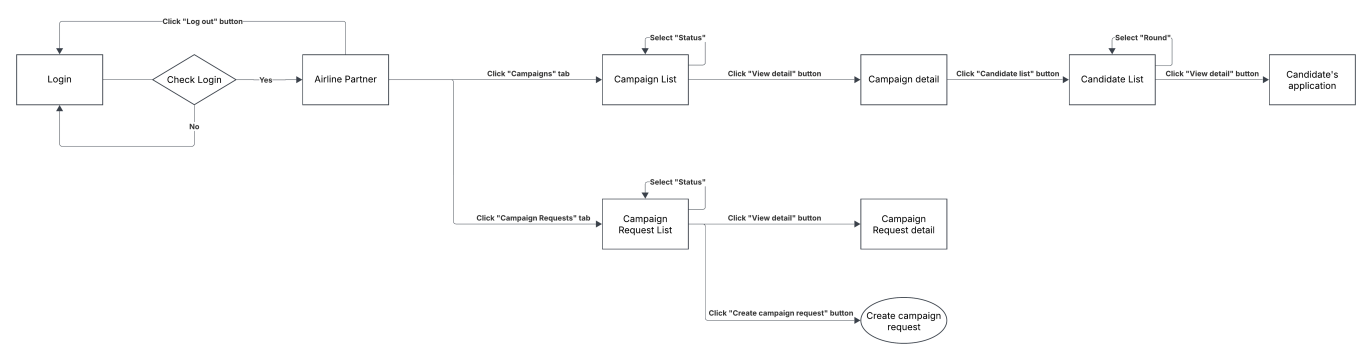 Click "Log out" button
Login
Check Login
Yes
Airline Partner
No
Click "Campaigns" tab
Select "Status"
Campaign List
Click "View detail" button
Campaign detail
Click "Candidate list" button
Select "Round"
Candidate List
Click "View detail" button
Candidate's
application
Click "Campaign Requests" tab
Select "Status"
Campaign
Request List
Click "View detail" button
Campaign
Request detail
Click "Create campaign request" button
Create campaign
request